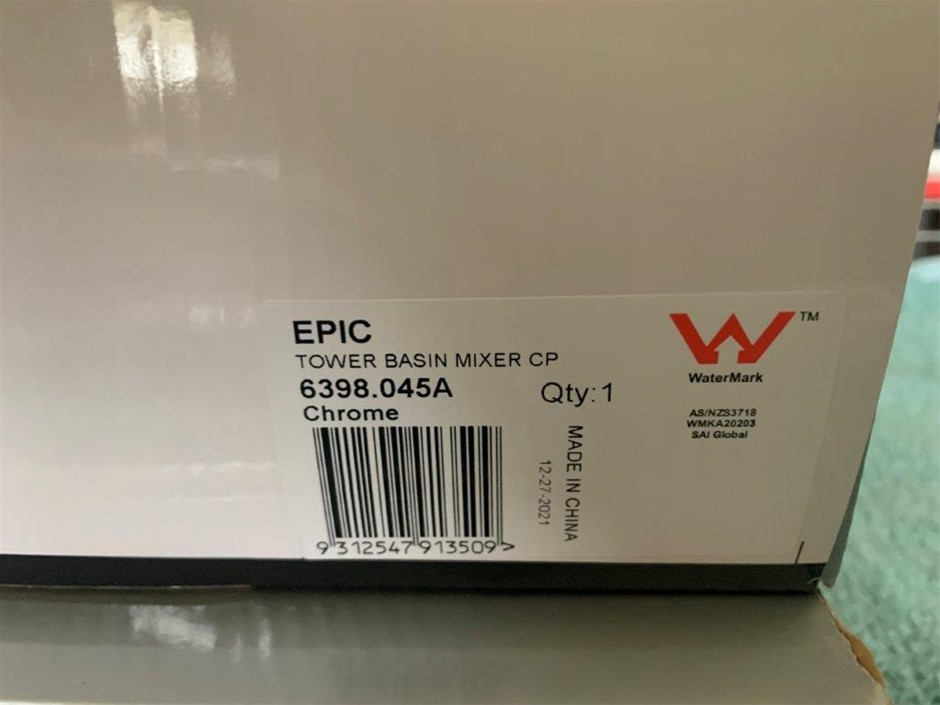 EPIC
TOWER BASIN MIXER CP
6398.045A
Qty:1
Chrome
9 312547 913509 >
MADE IN CHINA
12-27-2021
TM
WaterMark
AS/NZS3718
WMKA20203
SAI Global